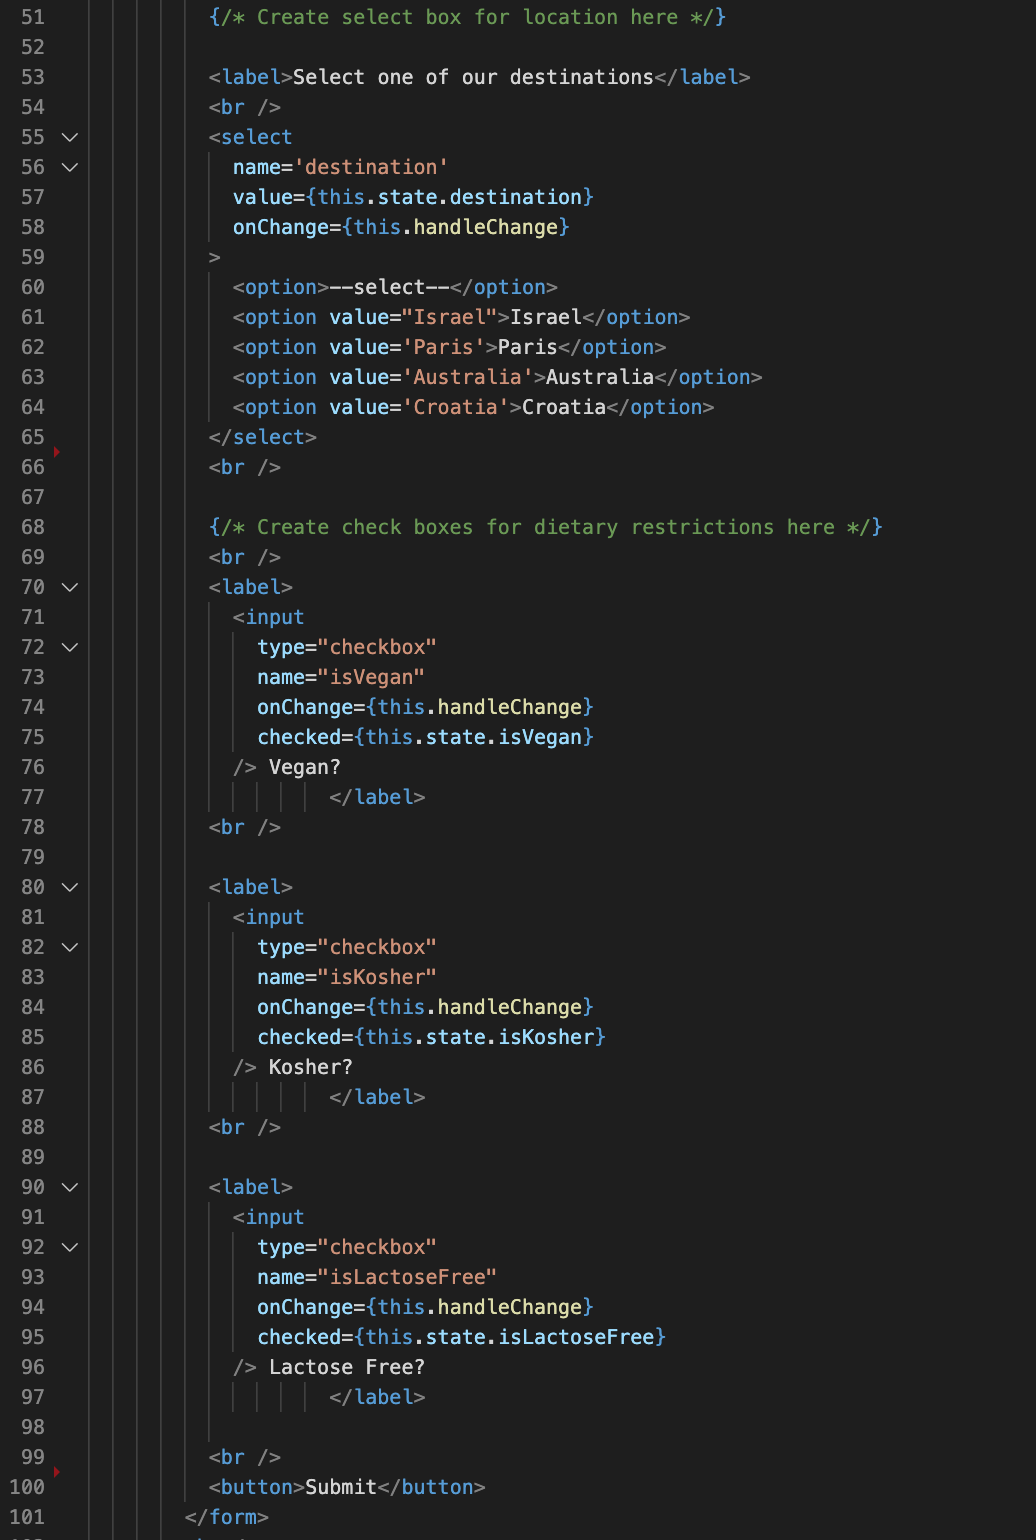 51 {/* Create select box for location here */}
52
53 <label>Select one of our destinations</label>
54 <br />
55 <select
56 name='destination'
57 value={this.state.destination}
58 onChange={this.handleChange}
59 >
60 <option>--select--</option>
61 <option value="Israel">Israel</option>
62 <option value='Paris'>Paris</option>
63 <option value='Australia'>Australia</option>
64 <option value='Croatia'>Croatia</option>
65 </select>
66 <br />
67
68 {/* Create check boxes for dietary restrictions here */}
69 <br />
70 <label>
71 <input
72 type="checkbox"
73 name="isVegan"
74 onChange={this.handleChange}
75 checked={this.state.isVegan}
76 /> Vegan?
77 </label>
78 <br />
79
80 <label>
81 <input
82 type="checkbox"
83 name="isKosher"
84 onChange={this.handleChange}
85 checked={this.state.isKosher}
86 /> Kosher?
87 </label>
88 <br />
89
90 <label>
91 <input
92 type="checkbox"
93 name="isLactoseFree"
94 onChange={this.handleChange}
95 checked={this.state.isLactoseFree}
96 /> Lactose Free?
97 </label>
98
99 <br />
100 <button>Submit</button>
101 </form>